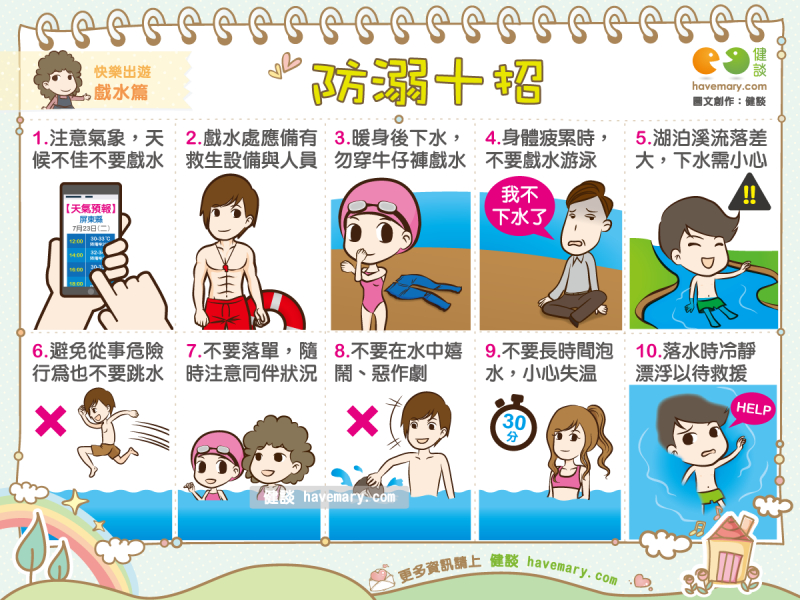 快樂出遊
戲水篇
防溺十招
健談
havemary.com
圖文創作：健談
1.注意氣象，天
候不佳不要戲水
【天氣預報】
屏東縣
7月23日(二)
12:00
14:00
16:00
18:00
2.戲水處應備有
救生設備與人員
3.暖身後下水，
勿穿牛仔褲戲水
4.身體疲累時，
不要戲水游泳
我不
下水了
5.湖泊溪流落差
大，下水需小心
!!
6.避免從事危險
行為也不要跳水
7.不要落單，隨
時注意同伴狀況
8.不要在水中嬉
鬧、惡作劇
9.不要長時間泡
水，小心失溫
30
分
10.落水時冷靜
漂浮以待救援
HELP
健談 havemary.com
更多資訊請上 健談 havemary.com